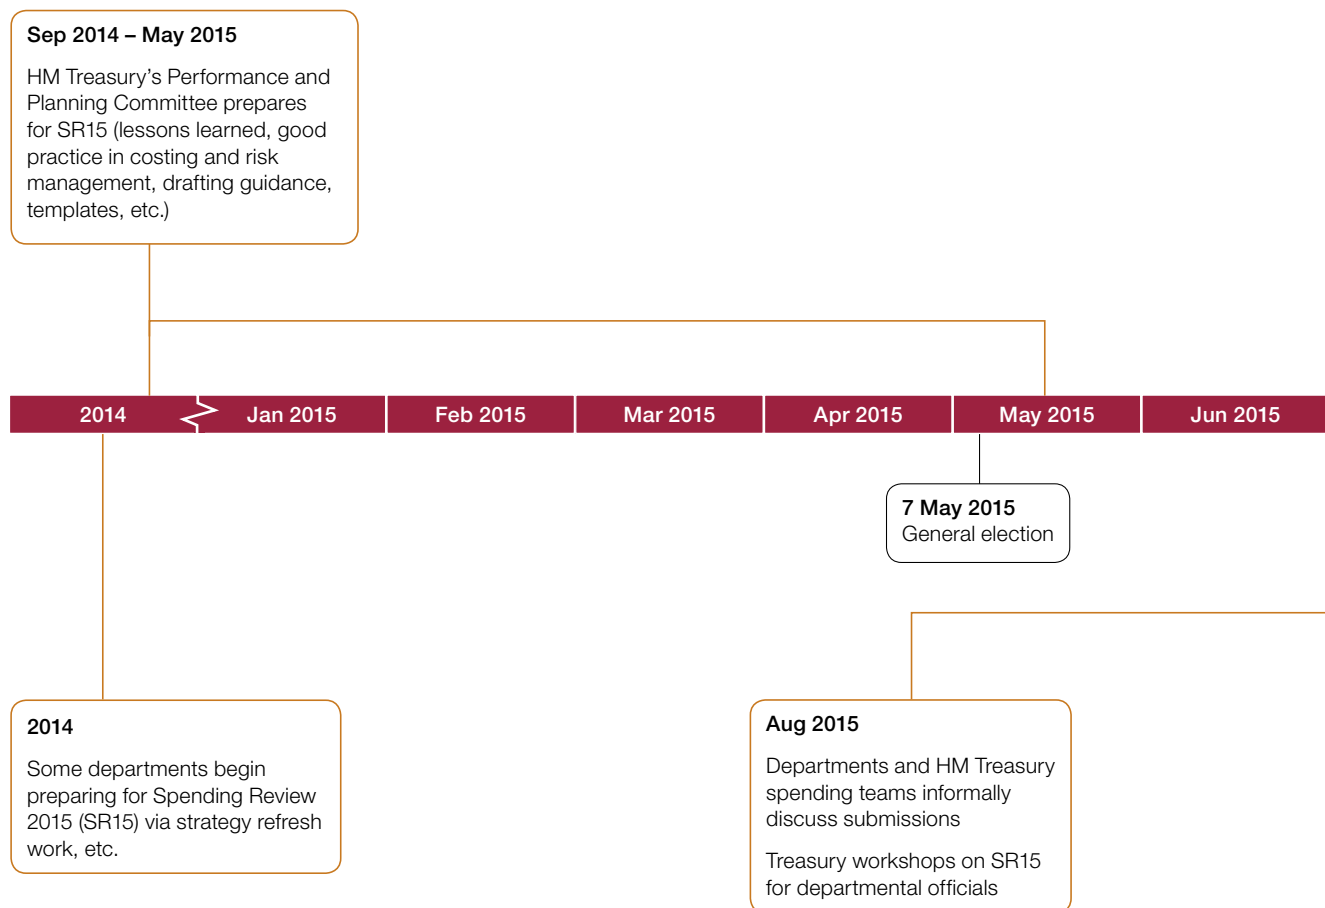 Sep 2014 – May 2015
HM Treasury’s Performance and
Planning Committee prepares
for SR15 (lessons learned, good
practice in costing and risk
management, drafting guidance,
templates, etc.)
2014
Jan 2015
Feb 2015
Mar 2015
Apr 2015
May 2015
Jun 2015
7 May 2015
General election
2014
Some departments begin
preparing for Spending Review
2015 (SR15) via strategy refresh
work, etc.
Aug 2015
Departments and HM Treasury
spending teams informally
discuss submissions
Treasury workshops on SR15
for departmental officials